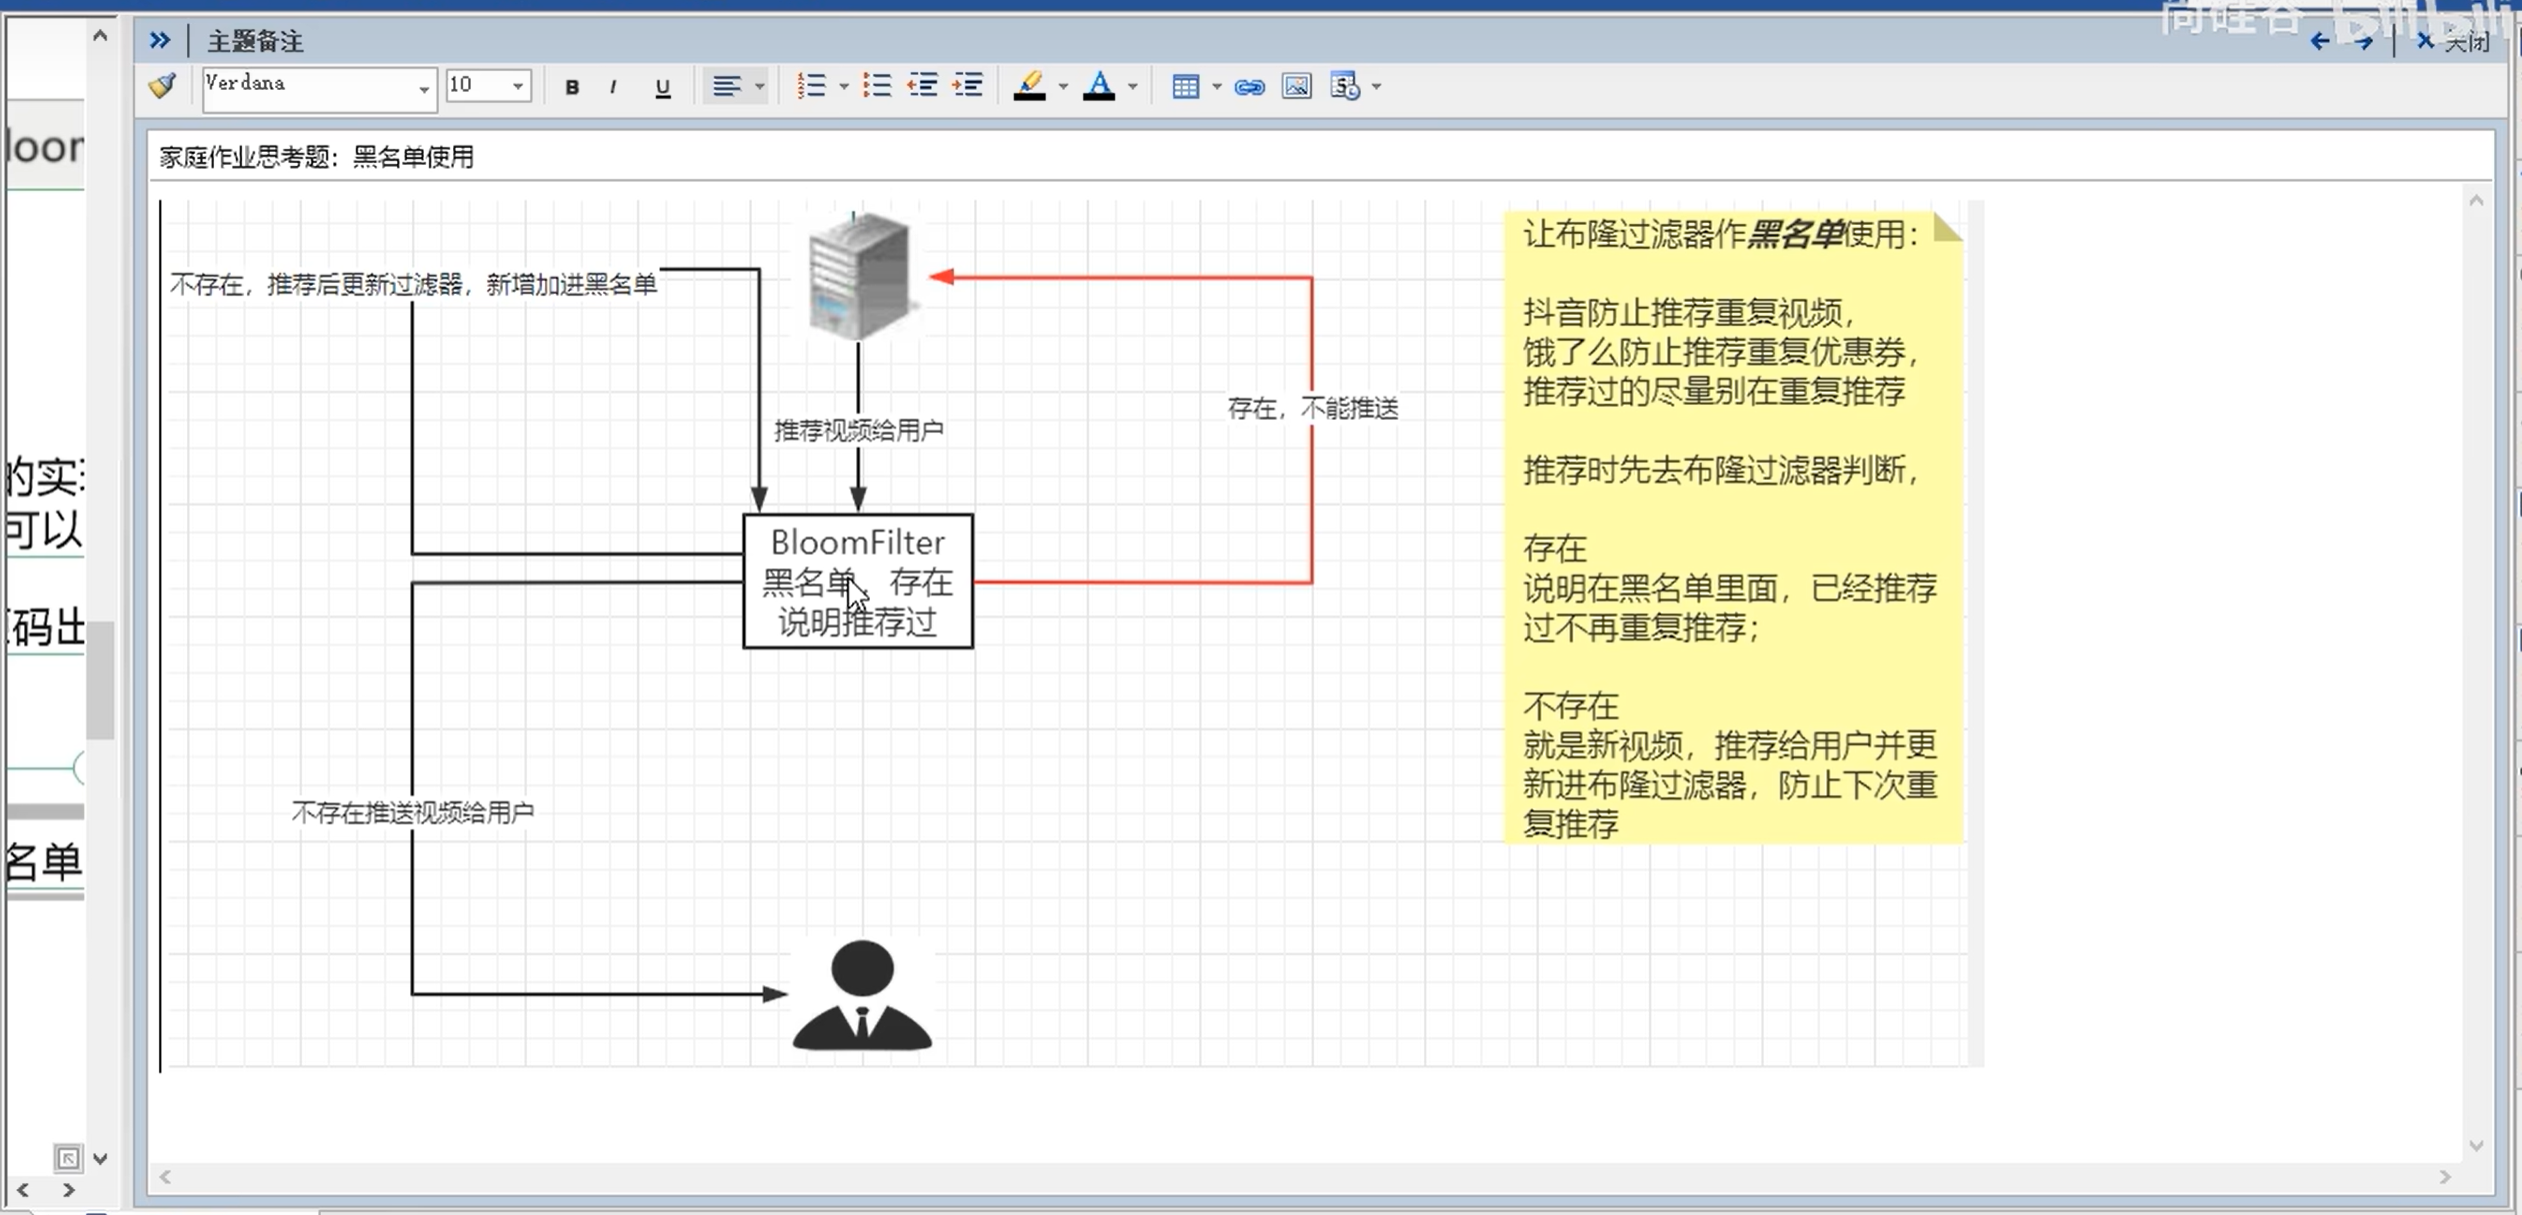 尚硅谷 bilibili
主题备注
关闭
Verdana
10
B I U
家庭作业思考题：黑名单使用
不存在，推荐后更新过滤器，新增加进黑名单
推荐视频给用户
存在，不能推送
BloomFilter
黑名单，存在
说明推荐过
不存在推送视频给用户
让布隆过滤器作黑名单使用：
抖音防止推荐重复视频，
饿了么防止推荐重复优惠券，
推荐过的尽量别在重复推荐
推荐时先去布隆过滤器判断，
存在
说明在黑名单里面，已经推荐
过不再重复推荐；
不存在
就是新视频，推荐给用户并更
新进布隆过滤器，防止下次重
复推荐
loor
的实
可以
码出
名单